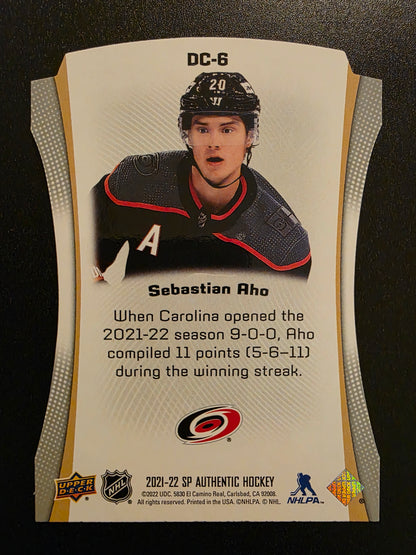 DC-6
20
A
Sebastian Aho
When Carolina opened the
2021-22 season 9-0-0, Aho
compiled 11 points (5-6—11)
during the winning streak.
UPPER
DECK
NHL
2021-22 SP AUTHENTIC HOCKEY
©2022 UDC. 5830 El Camino Real, Carlsbad, CA 92008.
All rights reserved. Printed in the USA. ©NHLPA. © NHL.
NHLPA